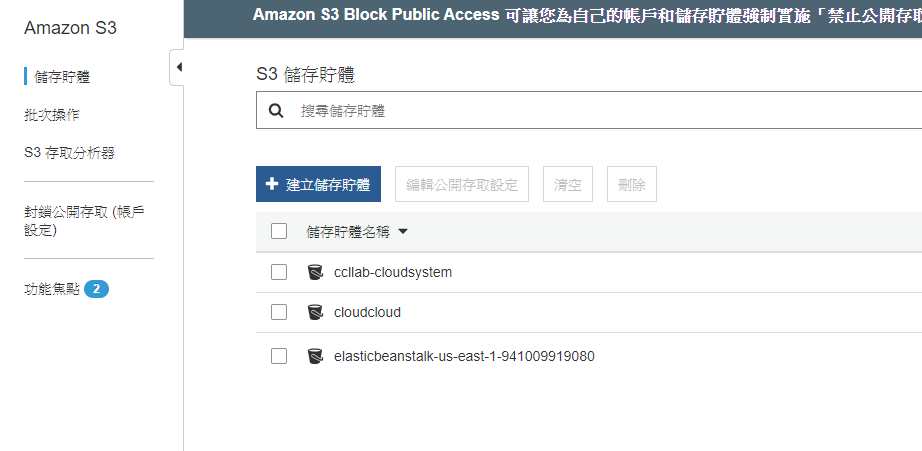 Amazon S3
儲存貯體
批次操作
S3 存取分析器
封鎖公開存取 (帳戶
設定)
功能焦點 2
Amazon S3 Block Public Access 可讓您為自己的帳戶和儲存貯體強制實施「禁止公開存取
S3 儲存貯體
搜尋儲存貯體
建立儲存貯體 編輯公開存取設定 清空 刪除
儲存貯體名稱
ccllab-cloudsystem
cloudcloud
elasticbeanstalk-us-east-1-941009919080